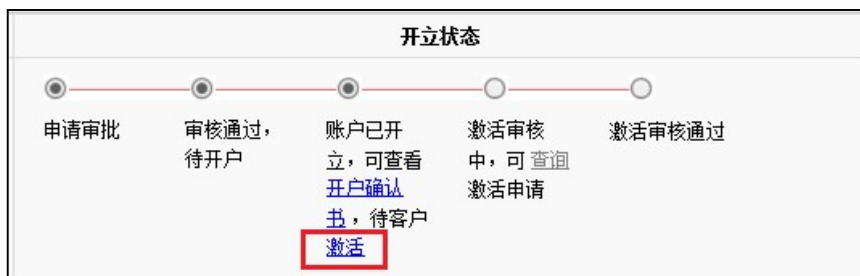 开立状态
申请审批
审核通过，
待开户
账户已开
立，可查看
开户确认
书，待客户
激活
激活审核
中，可 查询
激活申请
激活审核通过